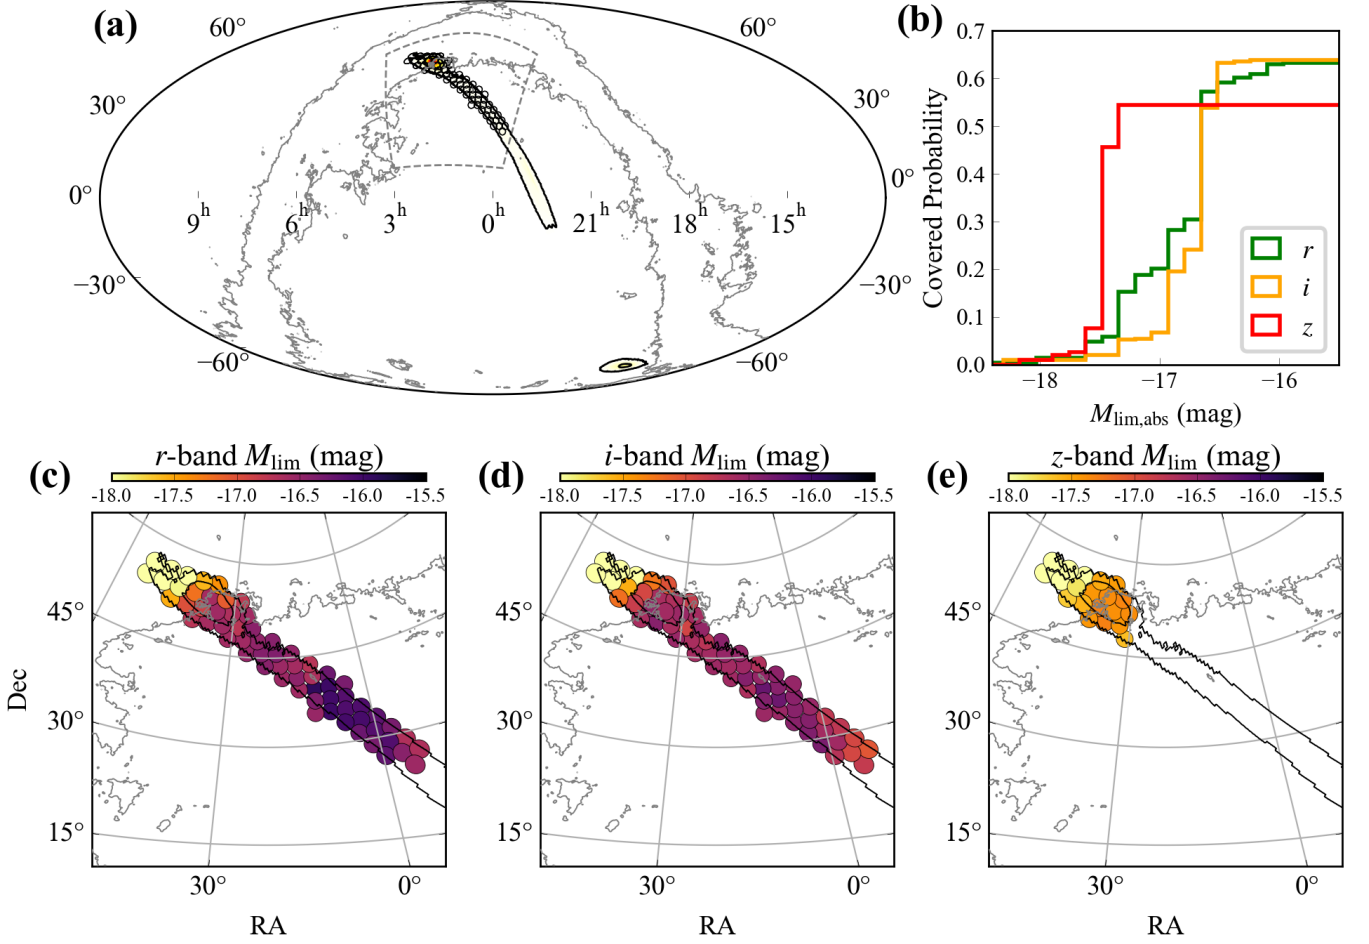 (a)
60°
60°
30°
30°
0°
0°
9h
6h
3h
0h
21h
18h
15h
−30°
−30°
−60°
−60°
(b)
0.7
0.6
0.5
0.4
0.3
0.2
0.1
0.0
Covered Probability
r
i
z
−18
−17
−16
Mlim,abs (mag)
(c)
r-band Mlim (mag)
-18.0 -17.5 -17.0 -16.5 -16.0 -15.5
(d)
i-band Mlim (mag)
-18.0 -17.5 -17.0 -16.5 -16.0 -15.5
(e)
z-band Mlim (mag)
-18.0 -17.5 -17.0 -16.5 -16.0 -15.5
Dec
45°
30°
15°
30°
0°
RA
45°
30°
15°
30°
0°
RA
45°
30°
15°
30°
0°
RA